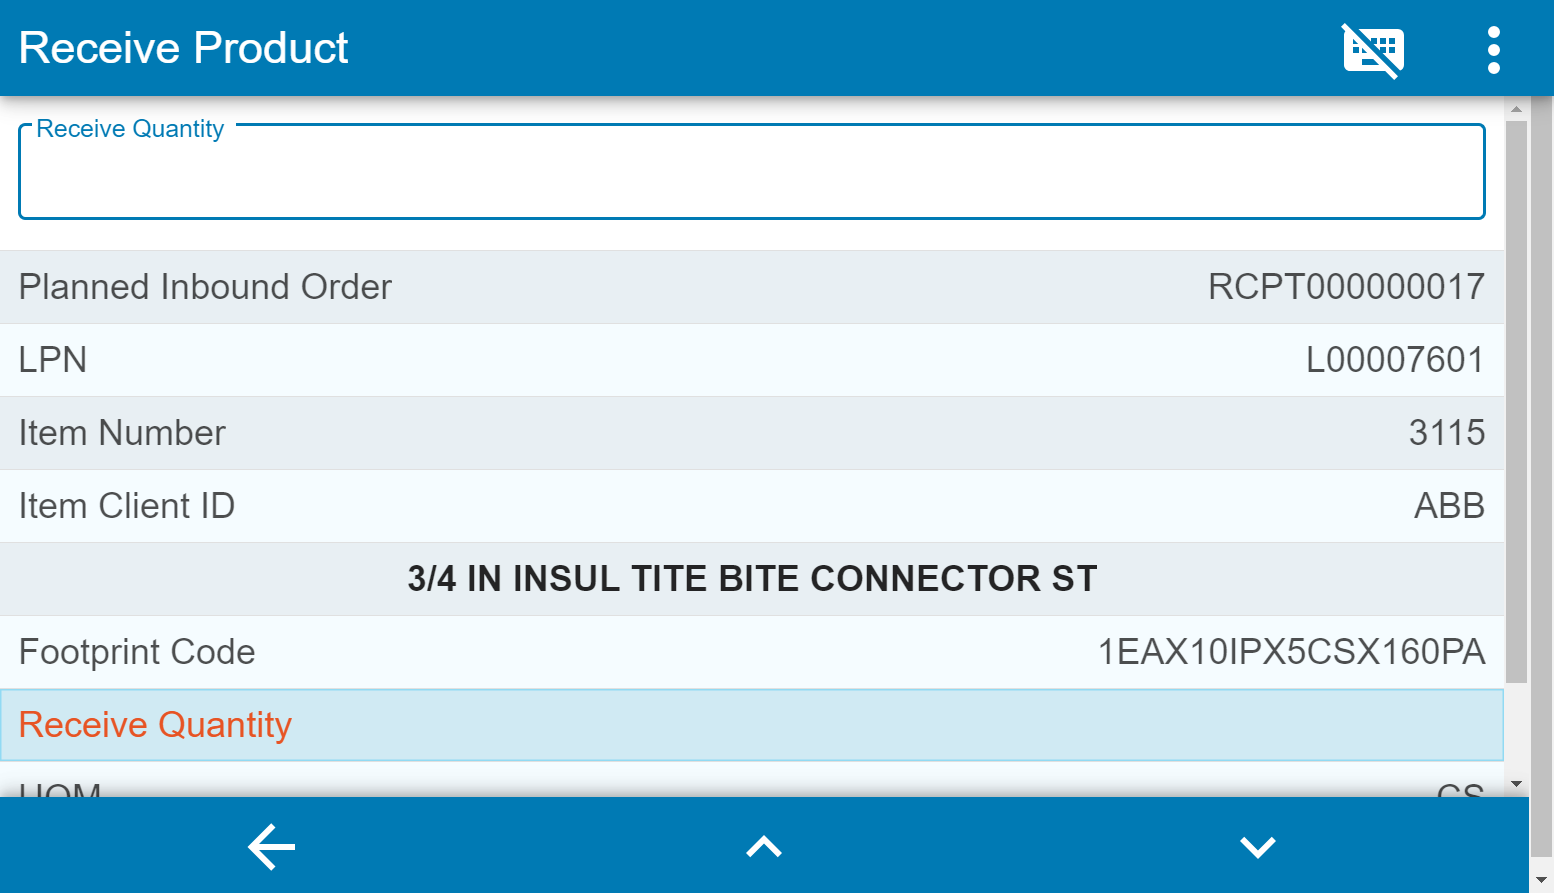 Receive Product
Receive Quantity
Planned Inbound Order RCPT000000017
LPN L00007601
Item Number 3115
Item Client ID ABB
3/4 IN INSUL TITE BITE CONNECTOR ST
Footprint Code 1EAX10IPX5CSX160PA
Receive Quantity
UOM CS